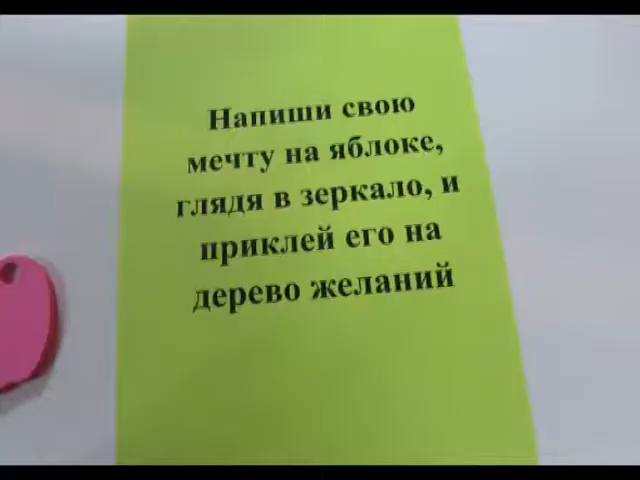 Напиши свою
мечту на яблоке,
глядя в зеркало, и
приклей его на
дерево желаний